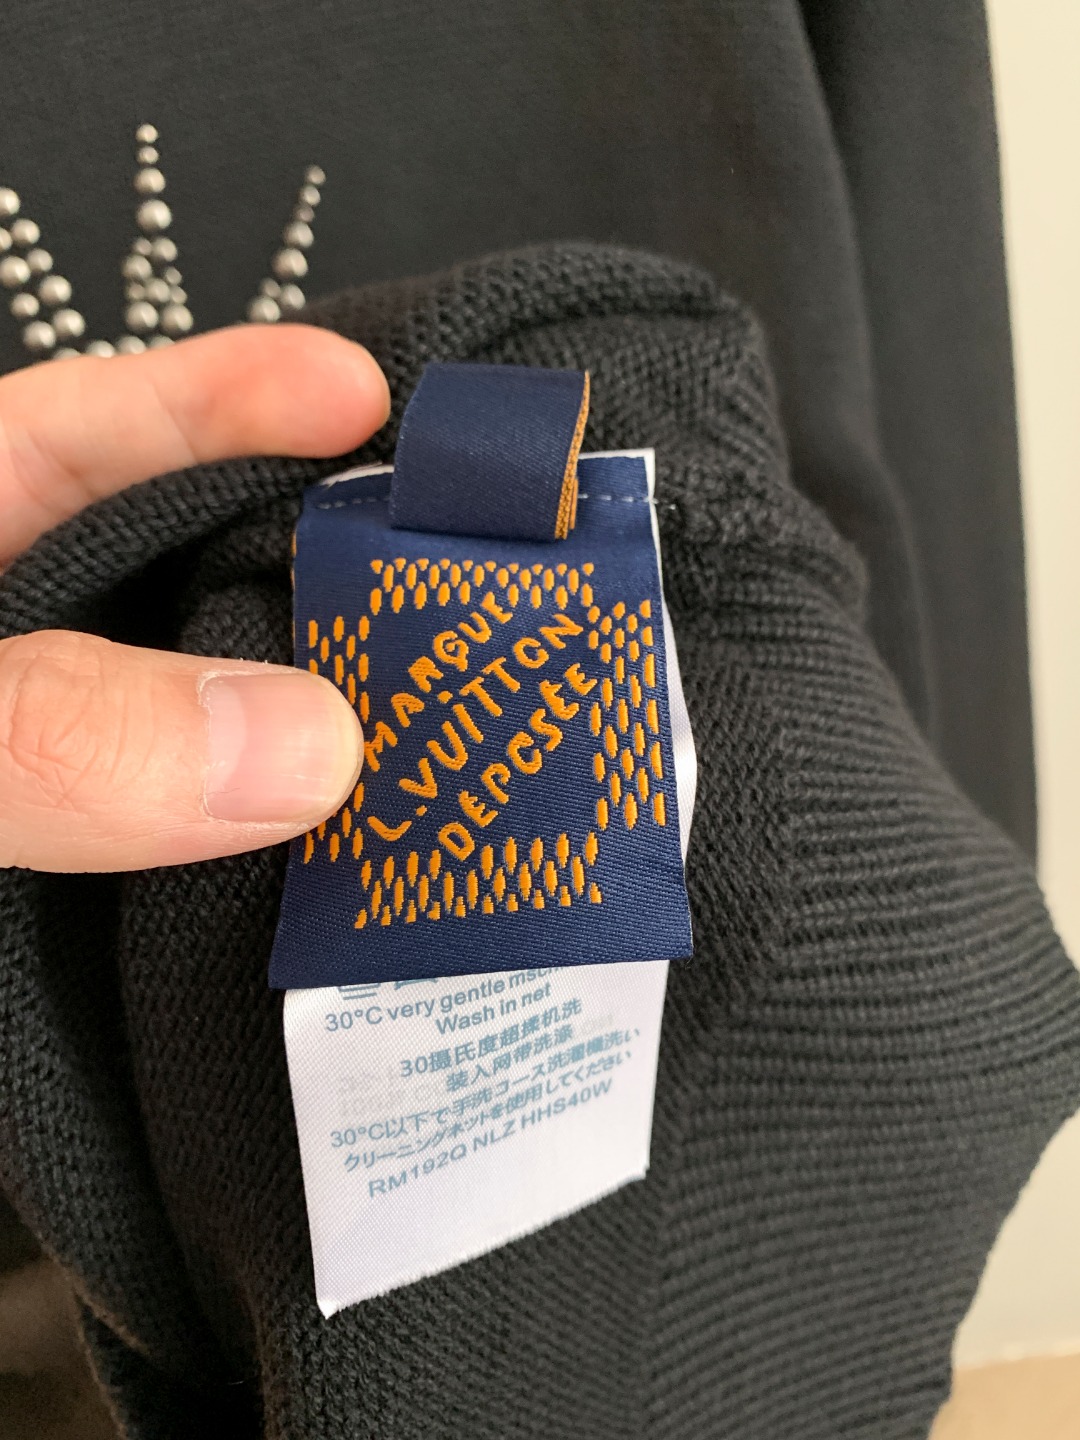 MARQUE
L.VUITTON
DEPOSÉE
30°C very gentle
Wash in net
30摄氏度超揉机洗
装入网带洗涤
30°C以下で手洗コース洗濯機洗い
クリーニングネットを使用してください
RM192Q NLZ HHS40W